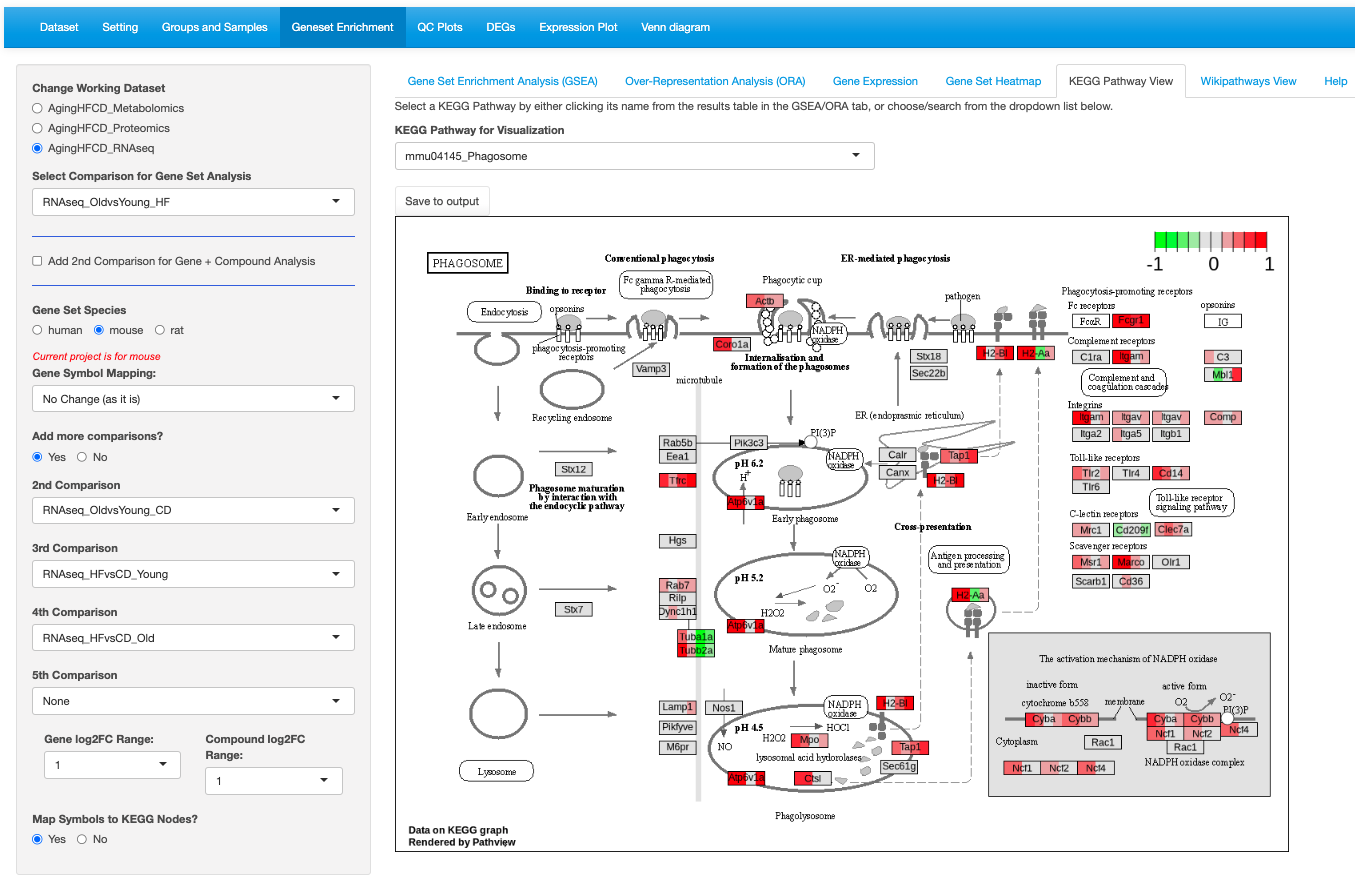 Dataset
Setting
Groups and Samples
Geneset Enrichment
QC Plots
DEGs
Expression Plot
Venn diagram
Change Working Dataset
AgingHFCD_Metabolomics
AgingHFCD_Proteomics
AgingHFCD_RNAseq
Select Comparison for Gene Set Analysis
RNAseq_OldvsYoung_HF
Add 2nd Comparison for Gene + Compound Analysis
Gene Set Species
human mouse rat
Current project is for mouse
Gene Symbol Mapping:
No Change (as it is)
Add more comparisons?
Yes No
2nd Comparison
RNAseq_OldvsYoung_CD
3rd Comparison
RNAseq_HFvsCD_Young
4th Comparison
RNAseq_HFvsCD_Old
5th Comparison
None
Gene log2FC Range:
1
Compound log2FC
Range:
1
Map Symbols to KEGG Nodes?
Yes No
Gene Set Enrichment Analysis (GSEA)
Over-Representation Analysis (ORA)
Gene Expression
Gene Set Heatmap
KEGG Pathway View
Wikipathways View
Help
Select a KEGG Pathway by either clicking its name from the results table in the GSEA/ORA tab, or choose/search from the dropdown list below.
KEGG Pathway for Visualization
mmu04145_Phagosome
Save to output
PHAGOSOME
-1 0 1
Conventional phagocytosis
ER-mediated phagocytosis
Fc gamma R-mediated
phagocytosis
Phagocytic cup
Binding to receptor
Endocytosis
opsonins
Actb
pathogen
NADPH
oxidase
phagocytosis-promoting
receptors
Coro1a
Internalisation and
formation of the phagosomes
Stx18
Sec22b
H2-Bl
H2-Aa
Vamp3
microtubule
Recycling endosome
ER (endoprasmic reticulum)
Phagocytosis-promoting receptors
Fc receptors
opsonins
FcαR
Fcgr1
IG
Complement receptors
C1ra
Itgam
C3
Mbl1
Complement and
coagulation cascades
Integrins
Itgam
Itgav
Itgav
Comp
Itga2
Itga5
Itgb1
Toll-like receptors
Tlr2
Tlr4
Cd14
Tlr6
Toll-like receptor
signaling pathway
C-lectin receptors
Mrc1
Cd209f
Clec7a
Scavenger receptors
Msr1
Marco
Olr1
Scarb1
Cd36
Rab5b
Eea1
Pik3c3
PI(3)P
NADPH
oxidase
Calr
Canx
Tap1
H2-Bl
Stx12
Tfrc
pH 6.2
H+
Atp6v1a
Phagosome maturation
by interaction with
the endocyclic pathway
Early endosome
Early phagosome
Cross-presentation
Hgs
NADPH
oxidase
pH 5.2
O2-
O2
H2O2
Antigen processing
and presentation
H2-Aa
Rab7
Rilp
Dync1h1
Stx7
Late endosome
Atp6v1a
Tuba1a
Tubb2a
Mature phagosome
Lamp1
Pikfyve
M6pr
Nos1
NO
pH 4.5
H2O2
HOCl
Mpo
NADPH
oxidase
H2-Bl
Tap1
Sec61g
lysosomal acid hydorolases
Atp6v1a
Ctsl
Lysosome
Phagolysosome
The activation mechanism of NADPH oxidase
inactive form
active form
cytochrome b558
membrane
O2
O2-
PI(3)P
Cyba
Cybb
Cyba
Cybb
Ncf1
Ncf2
Ncf4
Rac1
Cytoplasm
Rac1
NADPH oxidase complex
Ncf1
Ncf2
Ncf4
Data on KEGG graph
Rendered by Pathview